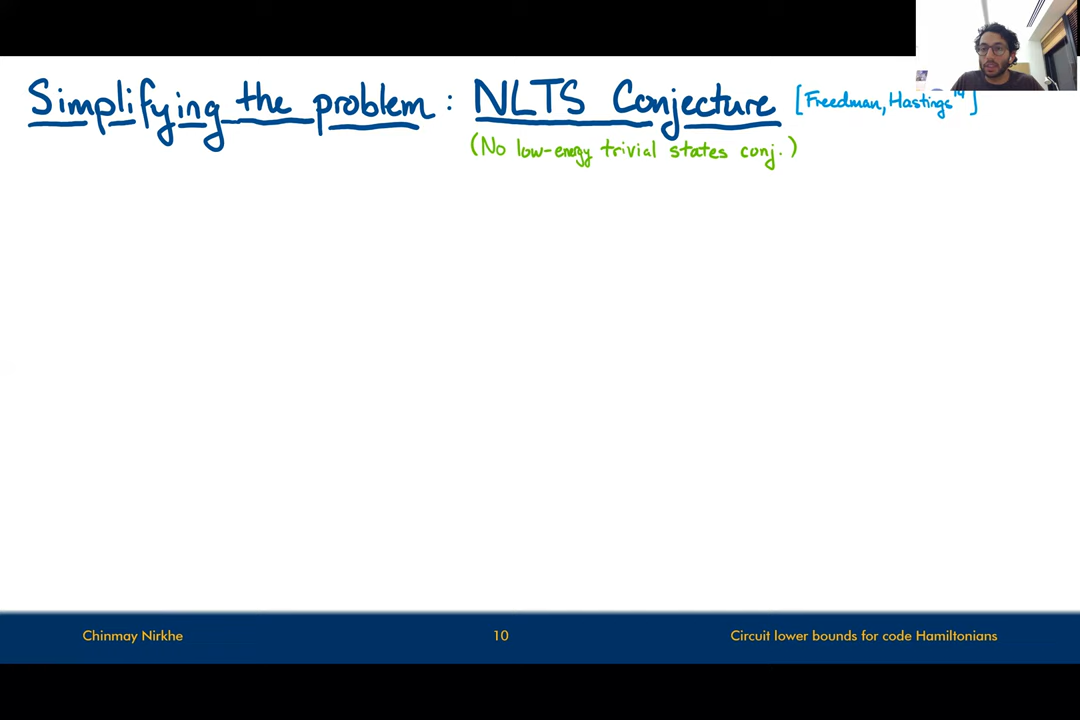 Simplifying the problem : NLTS Conjecture [Freedman, Hastings '14]
(No low-energy trivial states conj.)
Chinmay Nirkhe 10 Circuit lower bounds for code Hamiltonians